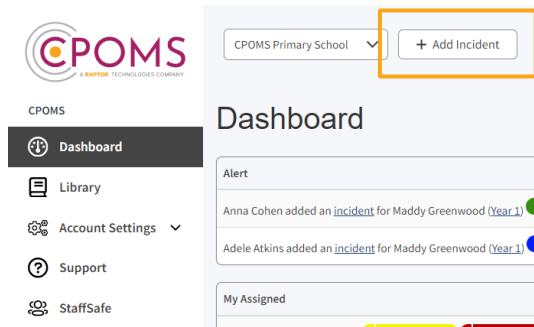 CPOMS
A RAPTOR TECHNOLOGIES COMPANY
CPOMS Primary School
+ Add Incident
CPOMS
Dashboard
Library
Account Settings
Support
StaffSafe
Dashboard
Alert
Anna Cohen added an incident for Maddy Greenwood (Year 1)
Adele Atkins added an incident for Maddy Greenwood (Year 1)
My Assigned